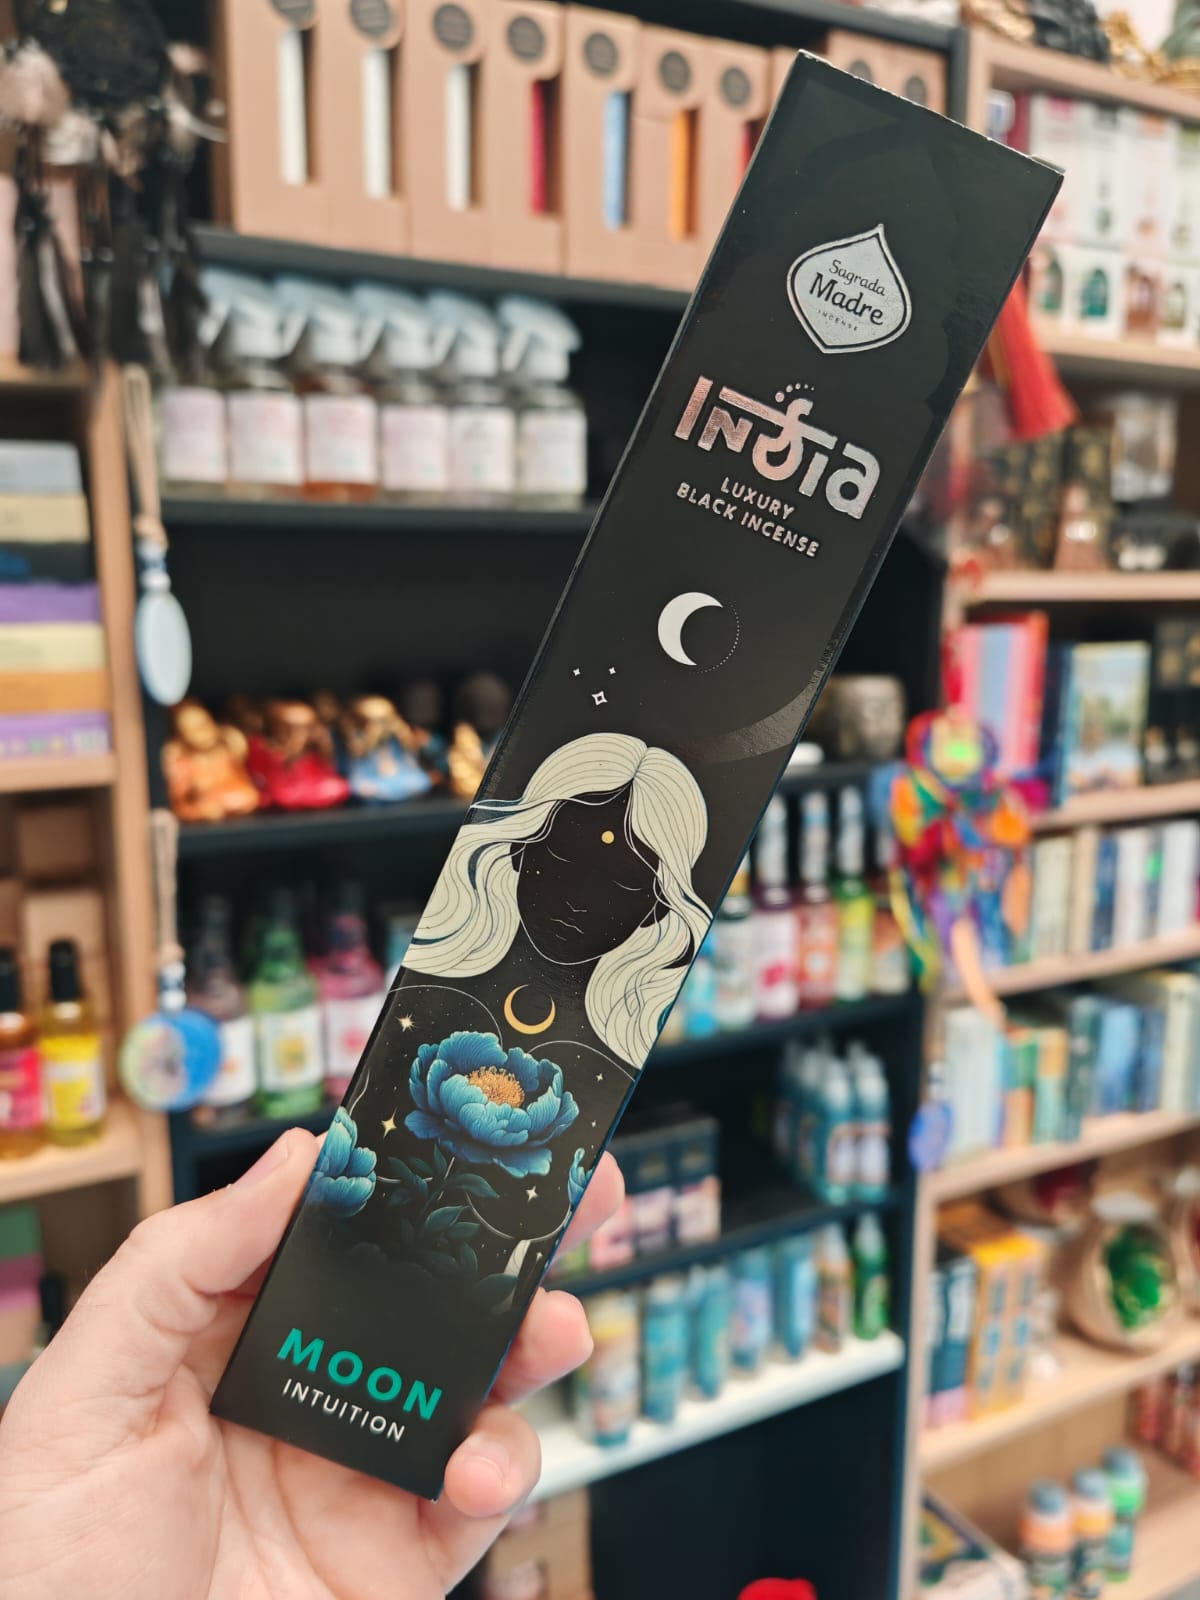 Sagrada
Madre
INCENSE
INDIA
LUXURY
BLACK INCENSE
MOON
INTUITION